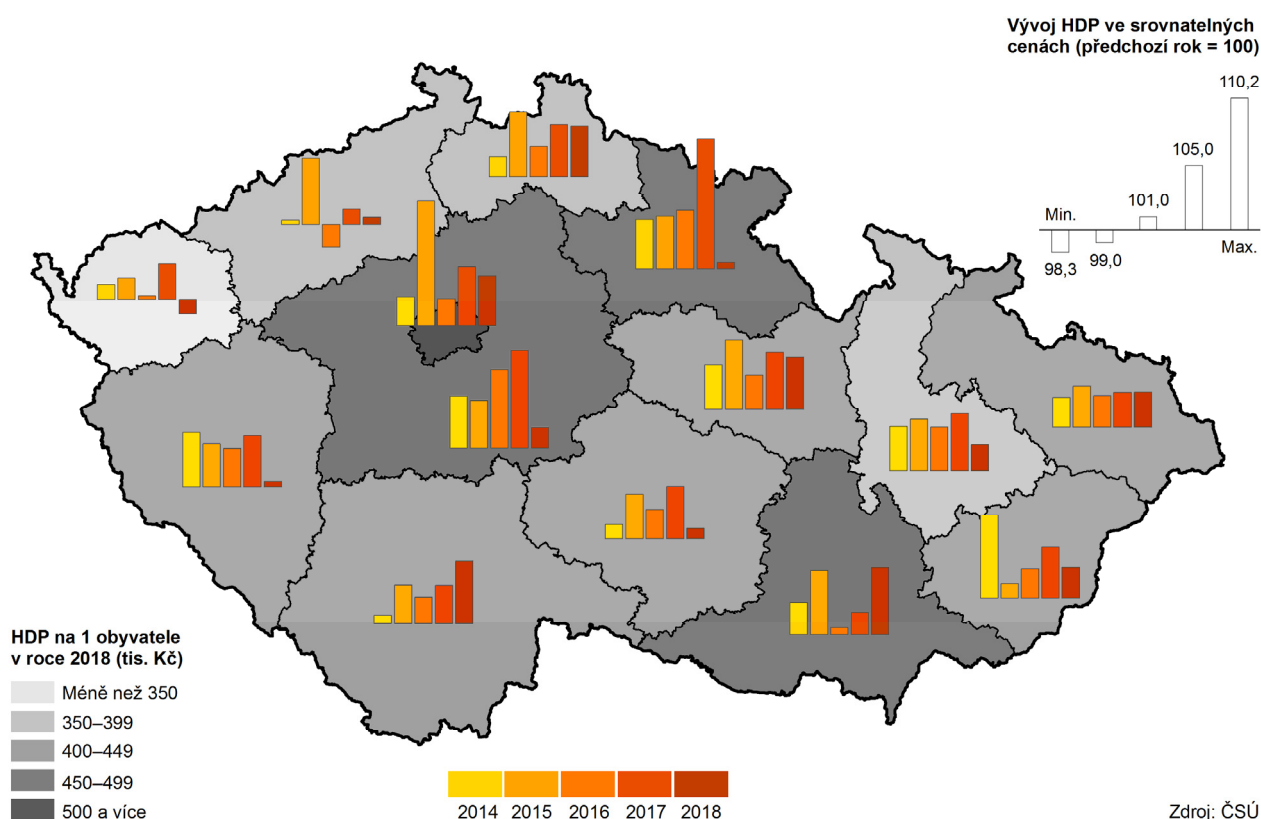 Vývoj HDP ve srovnatelných
cenách (předchozí rok = 100)
110,2
105,0
101,0
Min.
98,3
99,0
Max.
HDP na 1 obyvatele
v roce 2018 (tis. Kč)
Méně než 350
350–399
400–449
450–499
500 a více
2014 2015 2016 2017 2018
Zdroj: ČSÚ